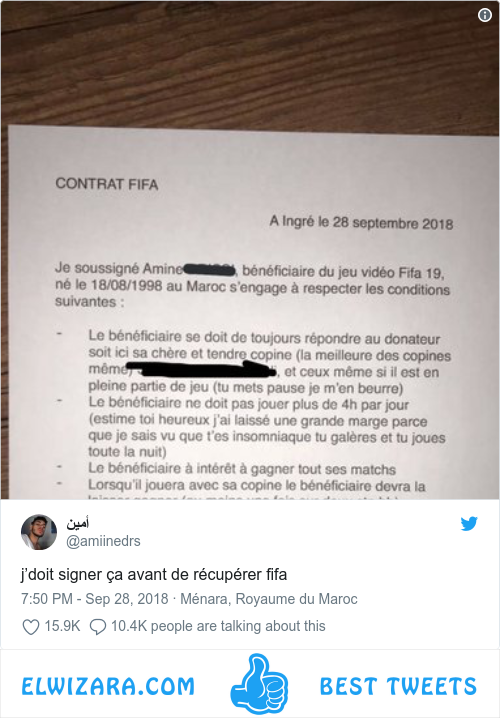 CONTRAT FIFA
A Ingré le 28 septembre 2018
Je soussigné Amine , bénéficiaire du jeu vidéo Fifa 19,
né le 18/08/1998 au Maroc s'engage à respecter les conditions
suivantes :
- Le bénéficiaire se doit de toujours répondre au donateur
soit ici sa chère et tendre copine (la meilleure des copines
même) , et ceux même si il est en
pleine partie de jeu (tu mets pause je m'en beurre)
- Le bénéficiaire ne doit pas jouer plus de 4h par jour
(estime toi heureux j'ai laissé une grande marge parce
que je sais vu que t'es insomniaque tu galères et tu joues
toute la nuit)
- Le bénéficiaire à intérêt à gagner tout ses matchs
- Lorsqu'il jouera avec sa copine le bénéficiaire devra la
أمين
@amiinedrs
j'doit signer ça avant de récupérer fifa
7:50 PM - Sep 28, 2018 · Ménara, Royaume du Maroc
15.9K 10.4K people are talking about this
ELWIZARA.COM BEST TWEETS